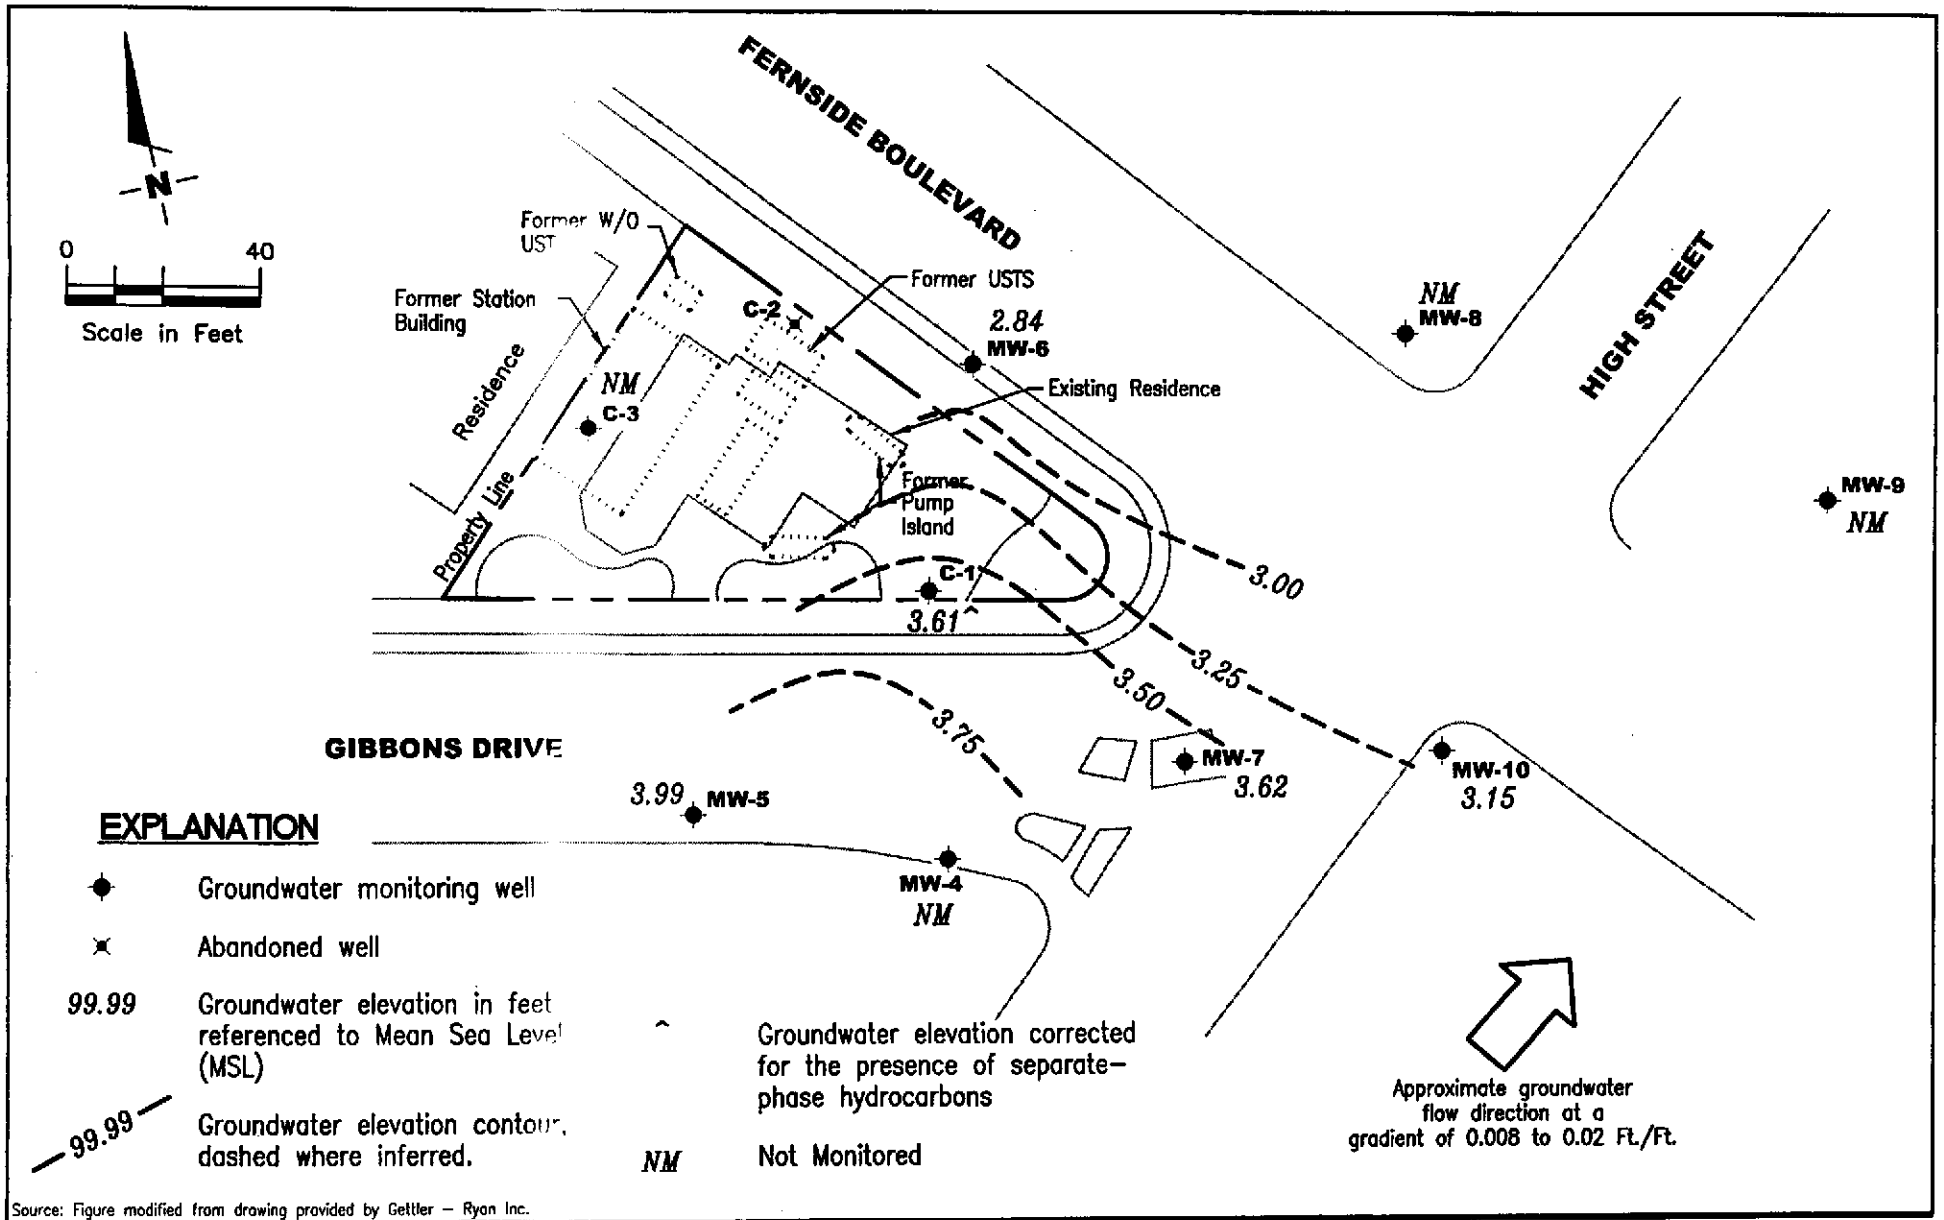 FERNSIDE BOULEVARD
N
0 40
Scale in Feet
Former W/O
UST
Former USTS
Former Station
Building
C-2
2.84
MW-6
NM
MW-8
HIGH STREET
Residence
NM
C-3
Existing Residence
Former
Pump
Island
Property Line
MW-9
NM
C-1
3.61^
3.00
3.25
3.50
3.75
GIBBONS DRIVE
3.99 MW-5
MW-7
3.62
MW-10
3.15
MW-4
NM
EXPLANATION
Groundwater monitoring well
Abandoned well
99.99 Groundwater elevation in feet
referenced to Mean Sea Level
(MSL)
99.99 Groundwater elevation contour,
dashed where inferred.
^ Groundwater elevation corrected
for the presence of separate-
phase hydrocarbons
NM Not Monitored
Approximate groundwater
flow direction at a
gradient of 0.008 to 0.02 Ft./Ft.
Source: Figure modified from drawing provided by Gettler – Ryan Inc.